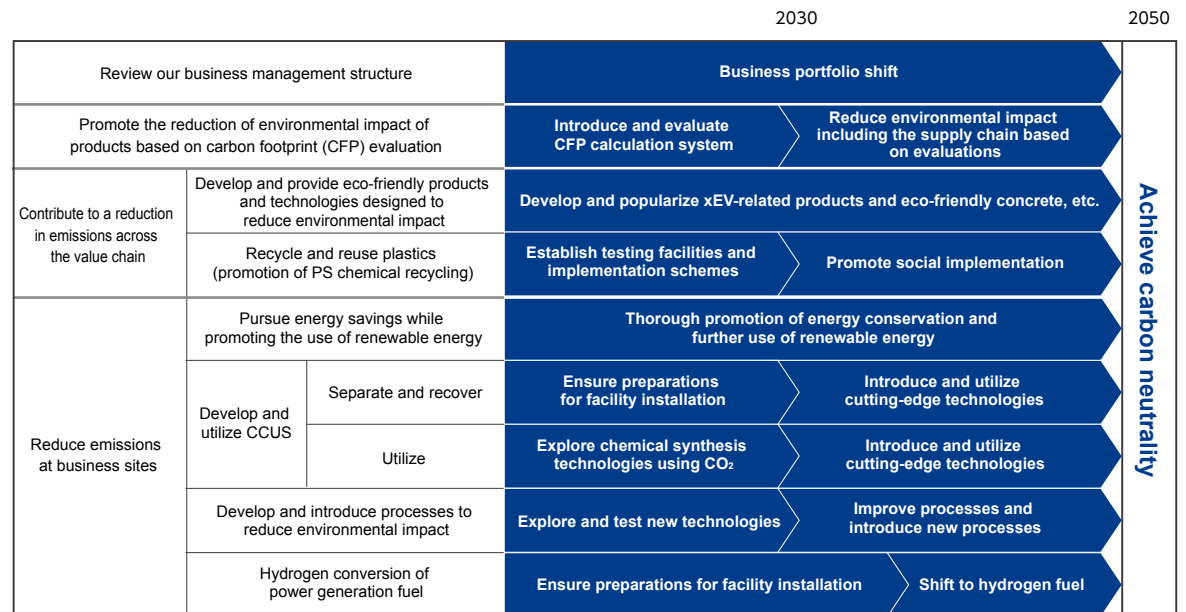 2030
2050
Review our business management structure
Business portfolio shift
Promote the reduction of environmental impact of
products based on carbon footprint (CFP) evaluation
Introduce and evaluate
CFP calculation system
Reduce environmental impact
including the supply chain based
on evaluations
Contribute to a reduction
in emissions across
the value chain
Develop and provide eco-friendly products
and technologies designed to
reduce environmental impact
Develop and popularize xEV-related products and eco-friendly concrete, etc.
Recycle and reuse plastics
(promotion of PS chemical recycling)
Establish testing facilities and
implementation schemes
Promote social implementation
Reduce emissions
at business sites
Pursue energy savings while
promoting the use of renewable energy
Thorough promotion of energy conservation and
further use of renewable energy
Develop and
utilize CCUS
Separate and recover
Ensure preparations
for facility installation
Introduce and utilize
cutting-edge technologies
Utilize
Explore chemical synthesis
technologies using CO₂
Introduce and utilize
cutting-edge technologies
Develop and introduce processes to
reduce environmental impact
Explore and test new technologies
Improve processes and
introduce new processes
Hydrogen conversion of
power generation fuel
Ensure preparations for facility installation
Shift to hydrogen fuel
Achieve carbon neutrality